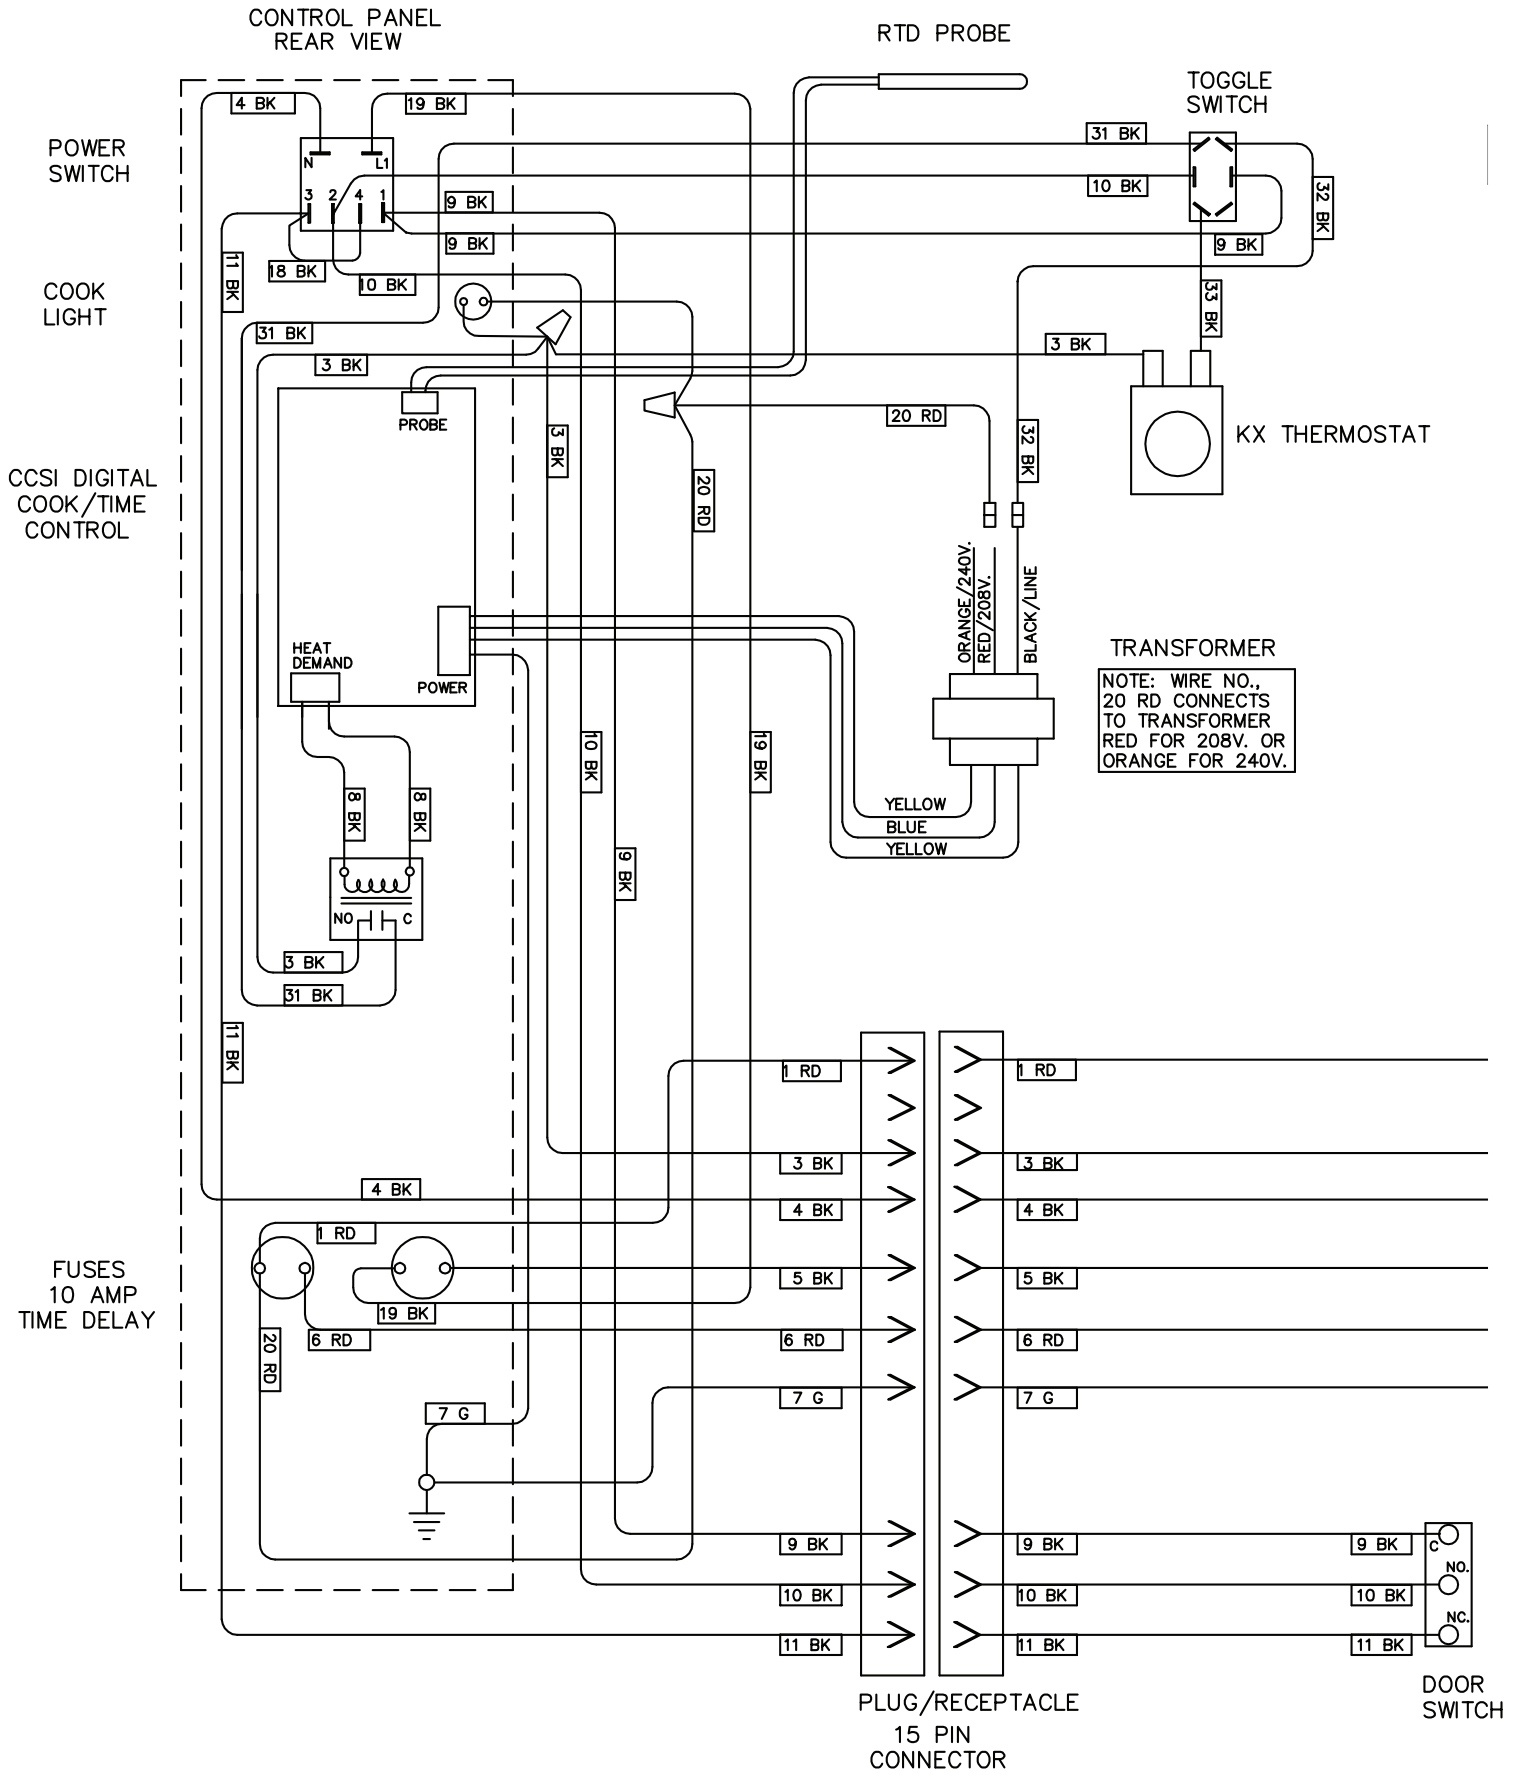 CONTROL PANEL
REAR VIEW
RTD PROBE
TOGGLE
SWITCH
4 BK
19 BK
31 BK
POWER
SWITCH
N
L1
3 2 4 1
9 BK
10 BK
32 BK
9 BK
9 BK
11 BK
18 BK
10 BK
COOK
LIGHT
33 BK
31 BK
3 BK
3 BK
PROBE
20 RD
KX THERMOSTAT
3 BK
32 BK
CCSI DIGITAL
COOK/TIME
CONTROL
20 RD
ORANGE/240V.
RED/208V.
BLACK/LINE
HEAT
DEMAND
POWER
TRANSFORMER
NOTE: WIRE NO.,
20 RD CONNECTS
TO TRANSFORMER
RED FOR 208V. OR
ORANGE FOR 240V.
10 BK
19 BK
8 BK
8 BK
YELLOW
BLUE
YELLOW
9 BK
NO
C
3 BK
31 BK
11 BK
1 RD
1 RD
3 BK
3 BK
4 BK
4 BK
4 BK
1 RD
FUSES
10 AMP
TIME DELAY
5 BK
5 BK
19 BK
6 RD
6 RD
6 RD
20 RD
7 G
7 G
7 G
9 BK
9 BK
9 BK
C
NO.
10 BK
10 BK
10 BK
NC.
11 BK
11 BK
11 BK
DOOR
SWITCH
PLUG/RECEPTACLE
15 PIN
CONNECTOR